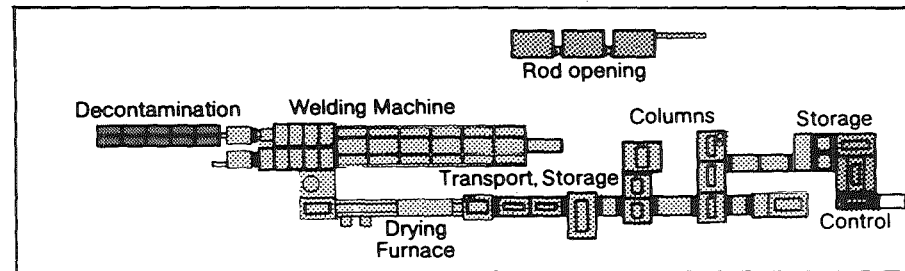 Rod opening
Decontamination
Welding Machine
Columns
Storage
Transport, Storage
Drying
Furnace
Control